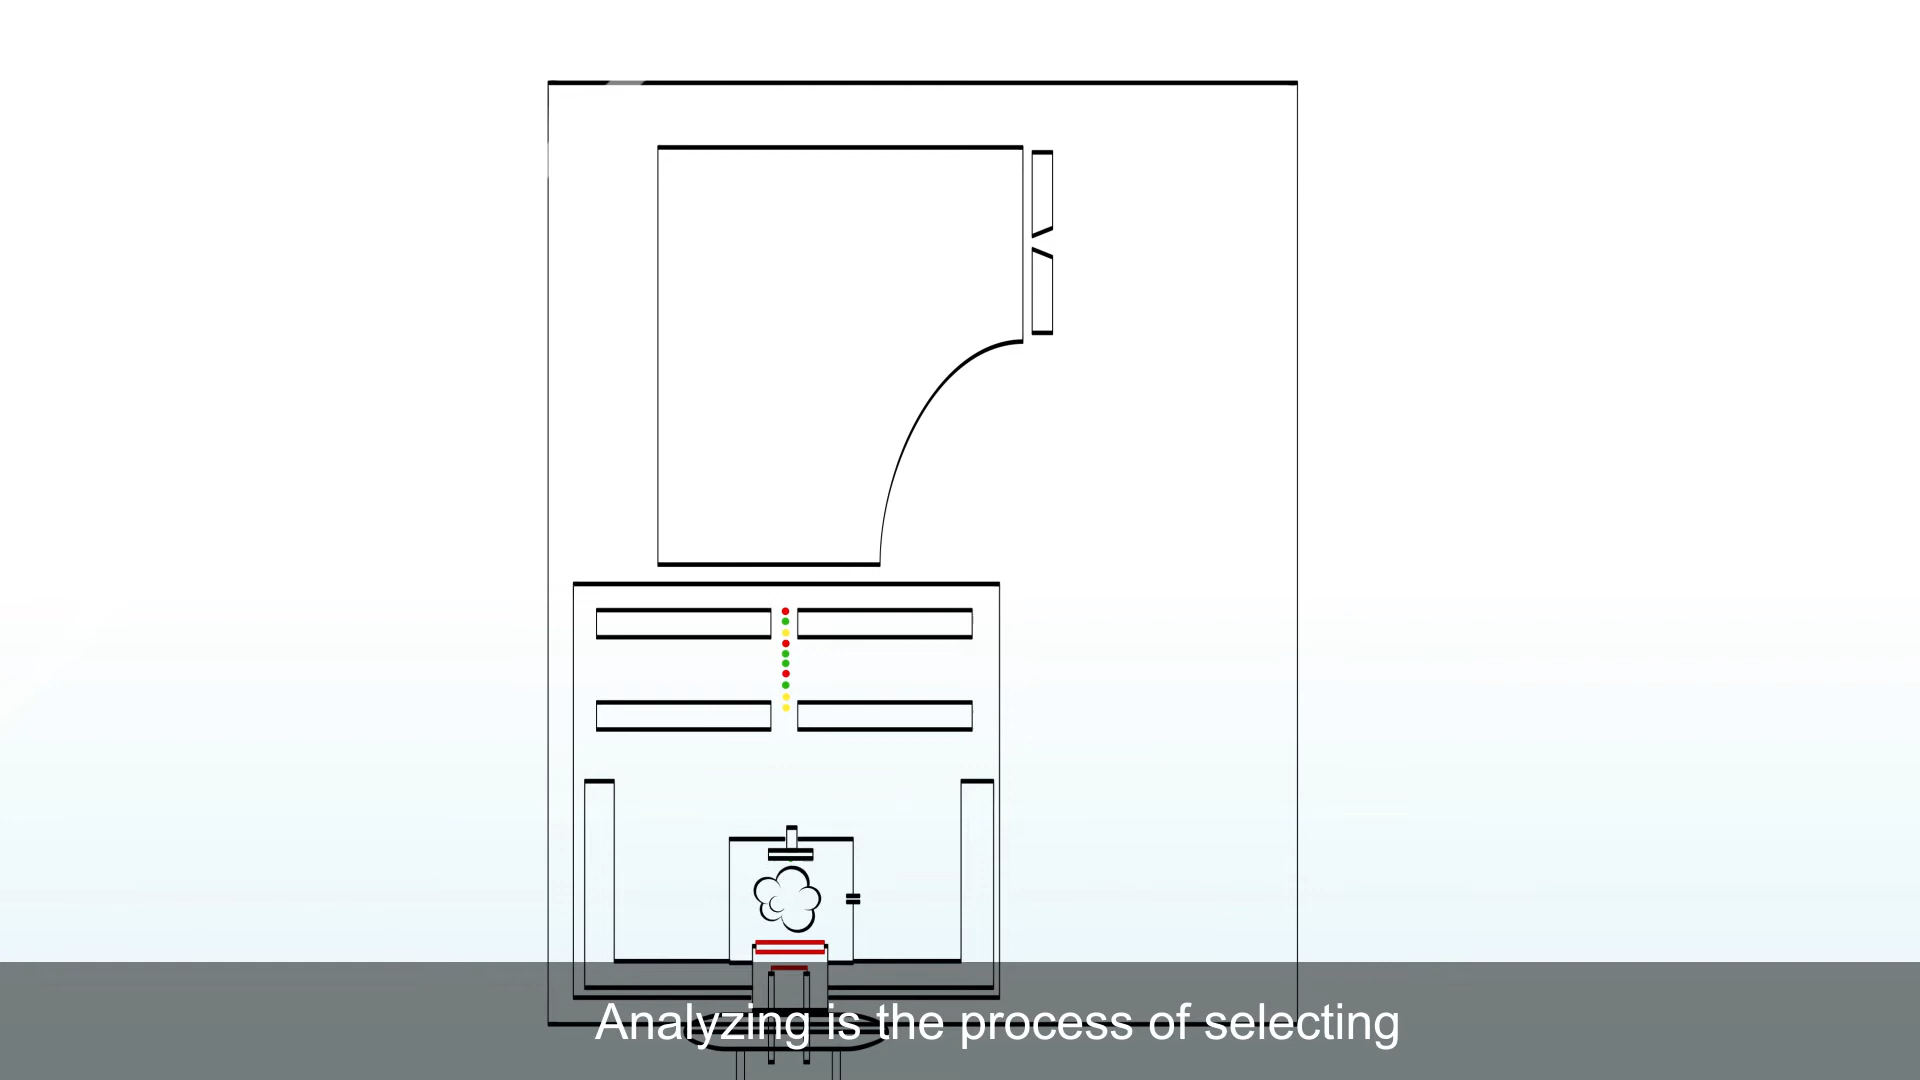 Analyzing is the process of selecting